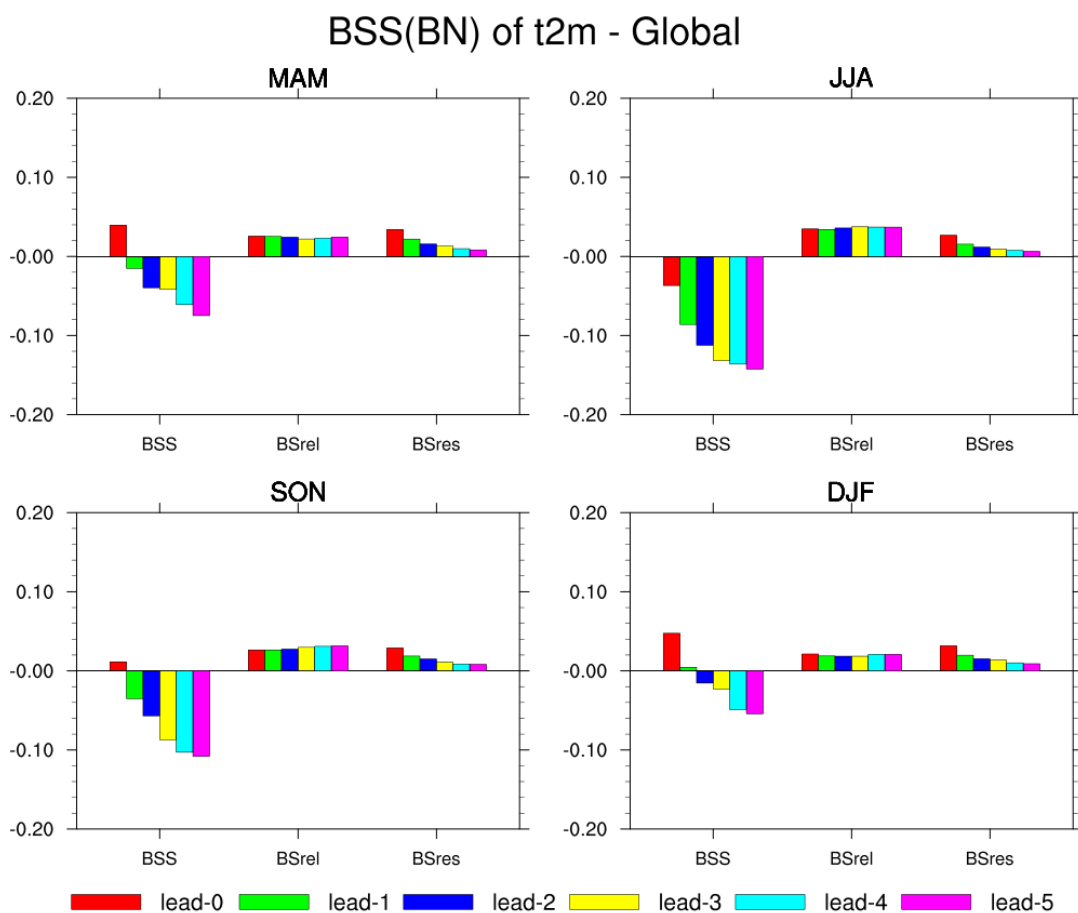 BSS(BN) of t2m - Global
MAM
0.20
0.10
-0.00
-0.10
-0.20
BSS BSrel BSres
JJA
0.20
0.10
-0.00
-0.10
-0.20
BSS BSrel BSres
SON
0.20
0.10
-0.00
-0.10
-0.20
BSS BSrel BSres
DJF
0.20
0.10
-0.00
-0.10
-0.20
BSS BSrel BSres
lead-0 lead-1 lead-2 lead-3 lead-4 lead-5